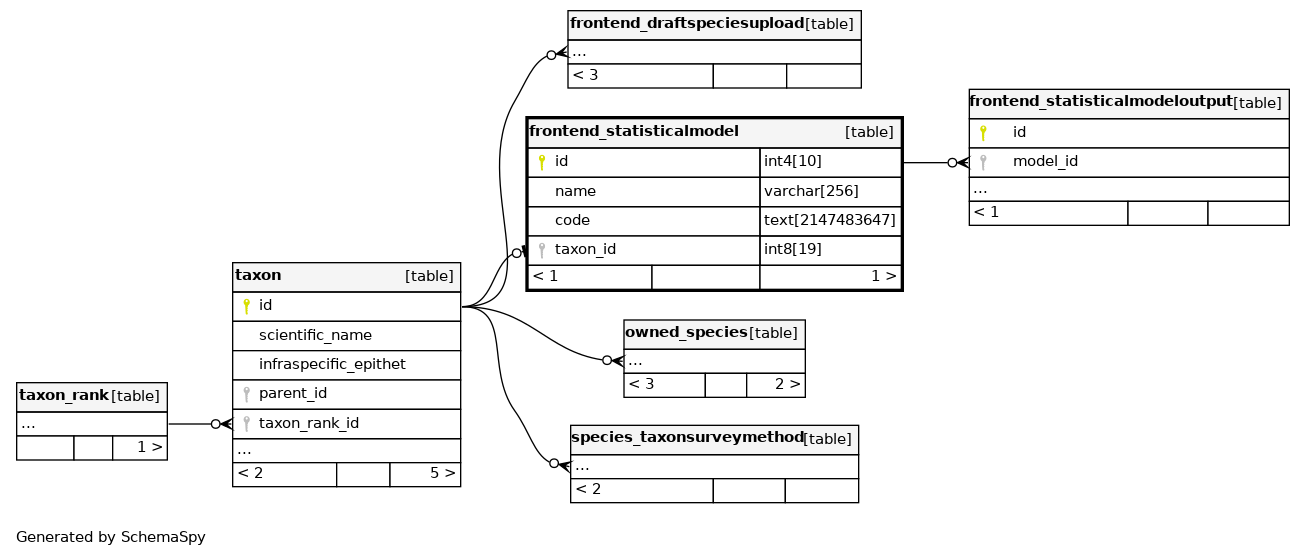 frontend_draftspeciesupload [table]
...
< 3
frontend_statisticalmodeloutput [table]
id
model_id
...
< 1
frontend_statisticalmodel [table]
id int4[10]
name varchar[256]
code text[2147483647]
taxon_id int8[19]
< 1 1 >
taxon [table]
id
scientific_name
infraspecific_epithet
parent_id
taxon_rank_id
...
< 2 5 >
owned_species [table]
...
< 3 2 >
taxon_rank [table]
...
1 >
species_taxonsurveymethod [table]
...
< 2
Generated by SchemaSpy